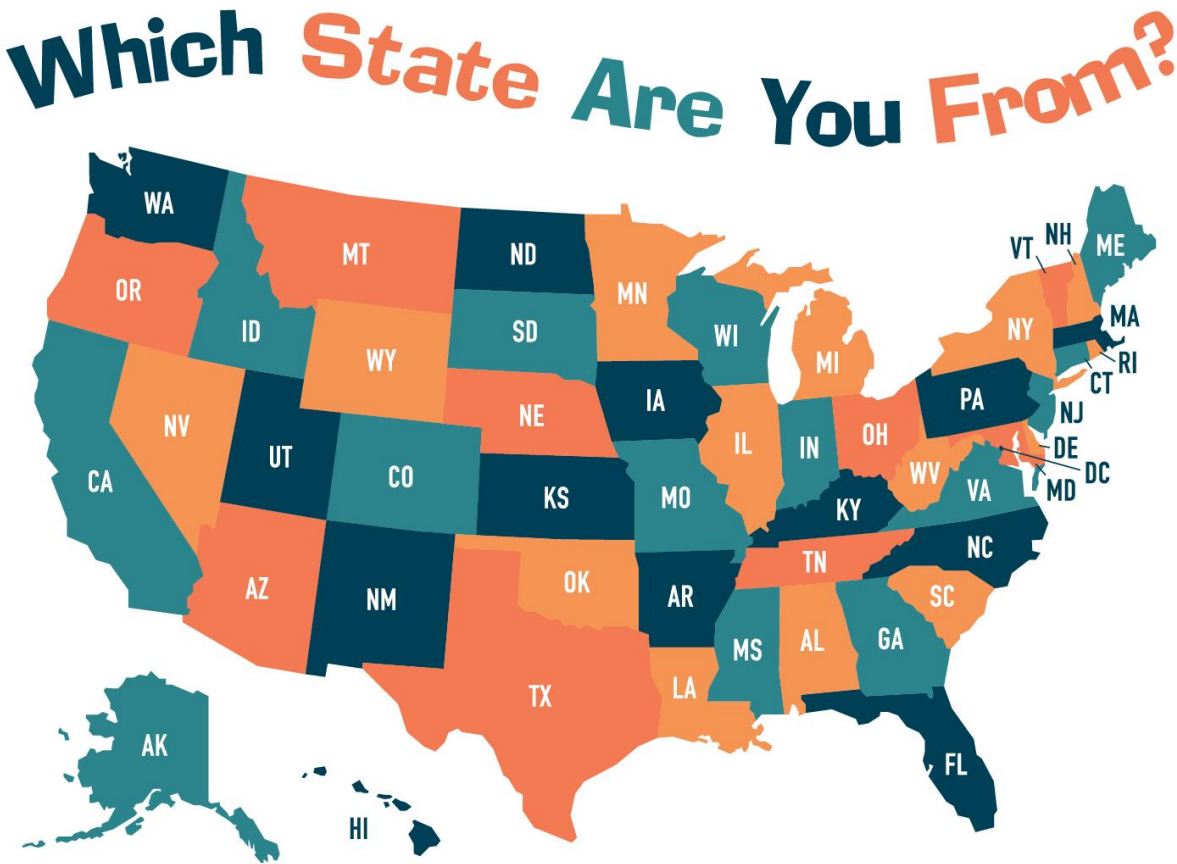 Which State Are You From?
WA
MT
ND
MN
VT
NH
ME
OR
ID
SD
WI
MI
NY
MA
RI
CT
WY
NE
IA
PA
NJ
NV
UT
CO
IL
IN
OH
WV
DE
DC
MD
CA
KS
MO
KY
VA
NC
AZ
NM
OK
AR
TN
SC
MS
AL
GA
TX
LA
AK
FL
HI